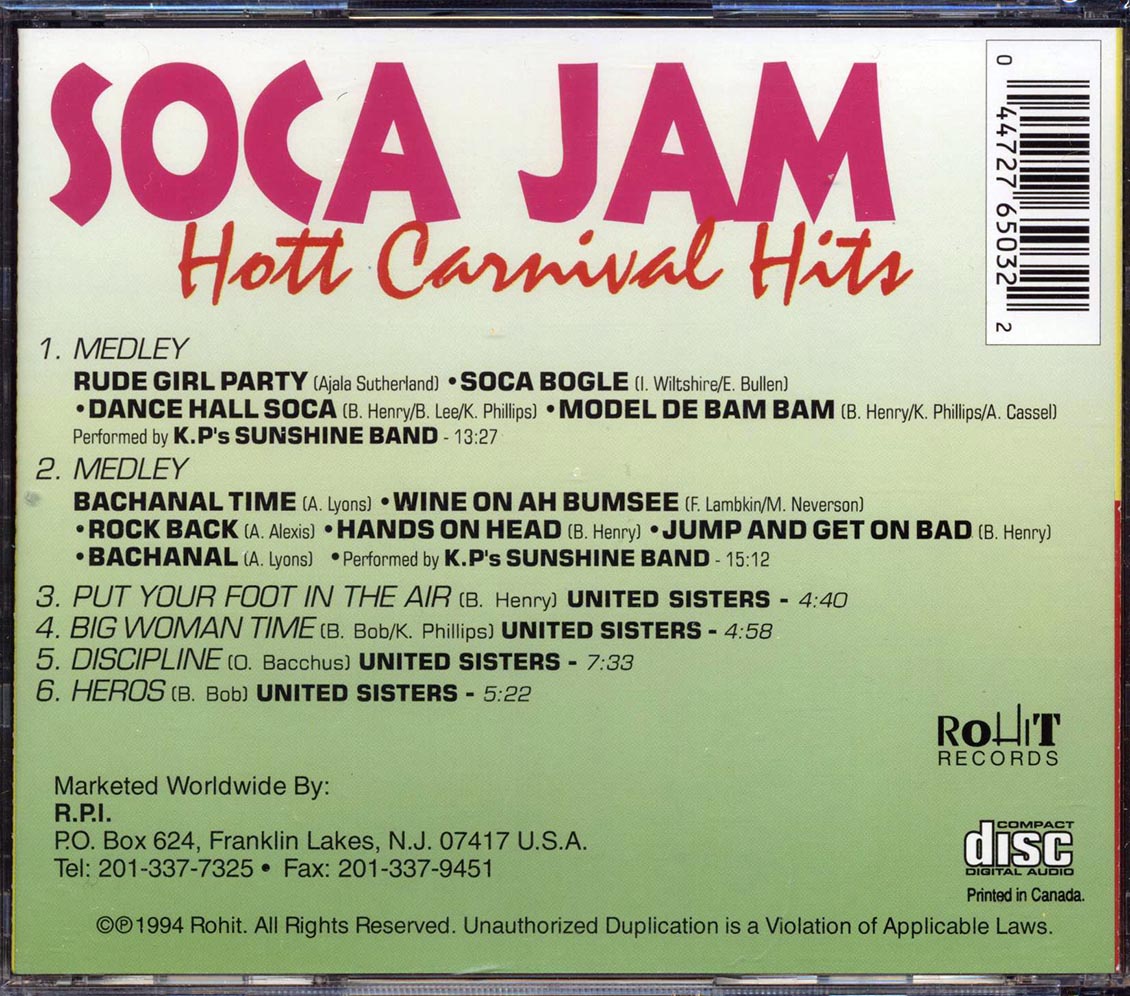 SOCA JAM
Hott Carnival Hits
0 44727 65032 2
1. MEDLEY
RUDE GIRL PARTY (Ajala Sutherland) • SOCA BOGLE (I. Wiltshire/E. Bullen)
• DANCE HALL SOCA (B. Henry/B. Lee/K. Phillips) • MODEL DE BAM BAM (B. Henry/K. Phillips/A. Cassel)
Performed by K.P's SUNSHINE BAND - 13:27
2. MEDLEY
BACHANAL TIME (A. Lyons) • WINE ON AH BUMSEE (F. Lambkin/M. Neverson)
• ROCK BACK (A. Alexis) • HANDS ON HEAD (B. Henry) • JUMP AND GET ON BAD (B. Henry)
• BACHANAL (A. Lyons) • Performed by K.P's SUNSHINE BAND - 15:12
3. PUT YOUR FOOT IN THE AIR (B. Henry) UNITED SISTERS - 4:40
4. BIG WOMAN TIME (B. Bob/K. Phillips) UNITED SISTERS - 4:58
5. DISCIPLINE (O. Bacchus) UNITED SISTERS - 7:33
6. HEROS (B. Bob) UNITED SISTERS - 5:22
ROHIT
RECORDS
Marketed Worldwide By:
R.P.I.
P.O. Box 624, Franklin Lakes, N.J. 07417 U.S.A.
Tel: 201-337-7325 • Fax: 201-337-9451
COMPACT
disc
DIGITAL AUDIO
Printed in Canada.
©℗1994 Rohit. All Rights Reserved. Unauthorized Duplication is a Violation of Applicable Laws.